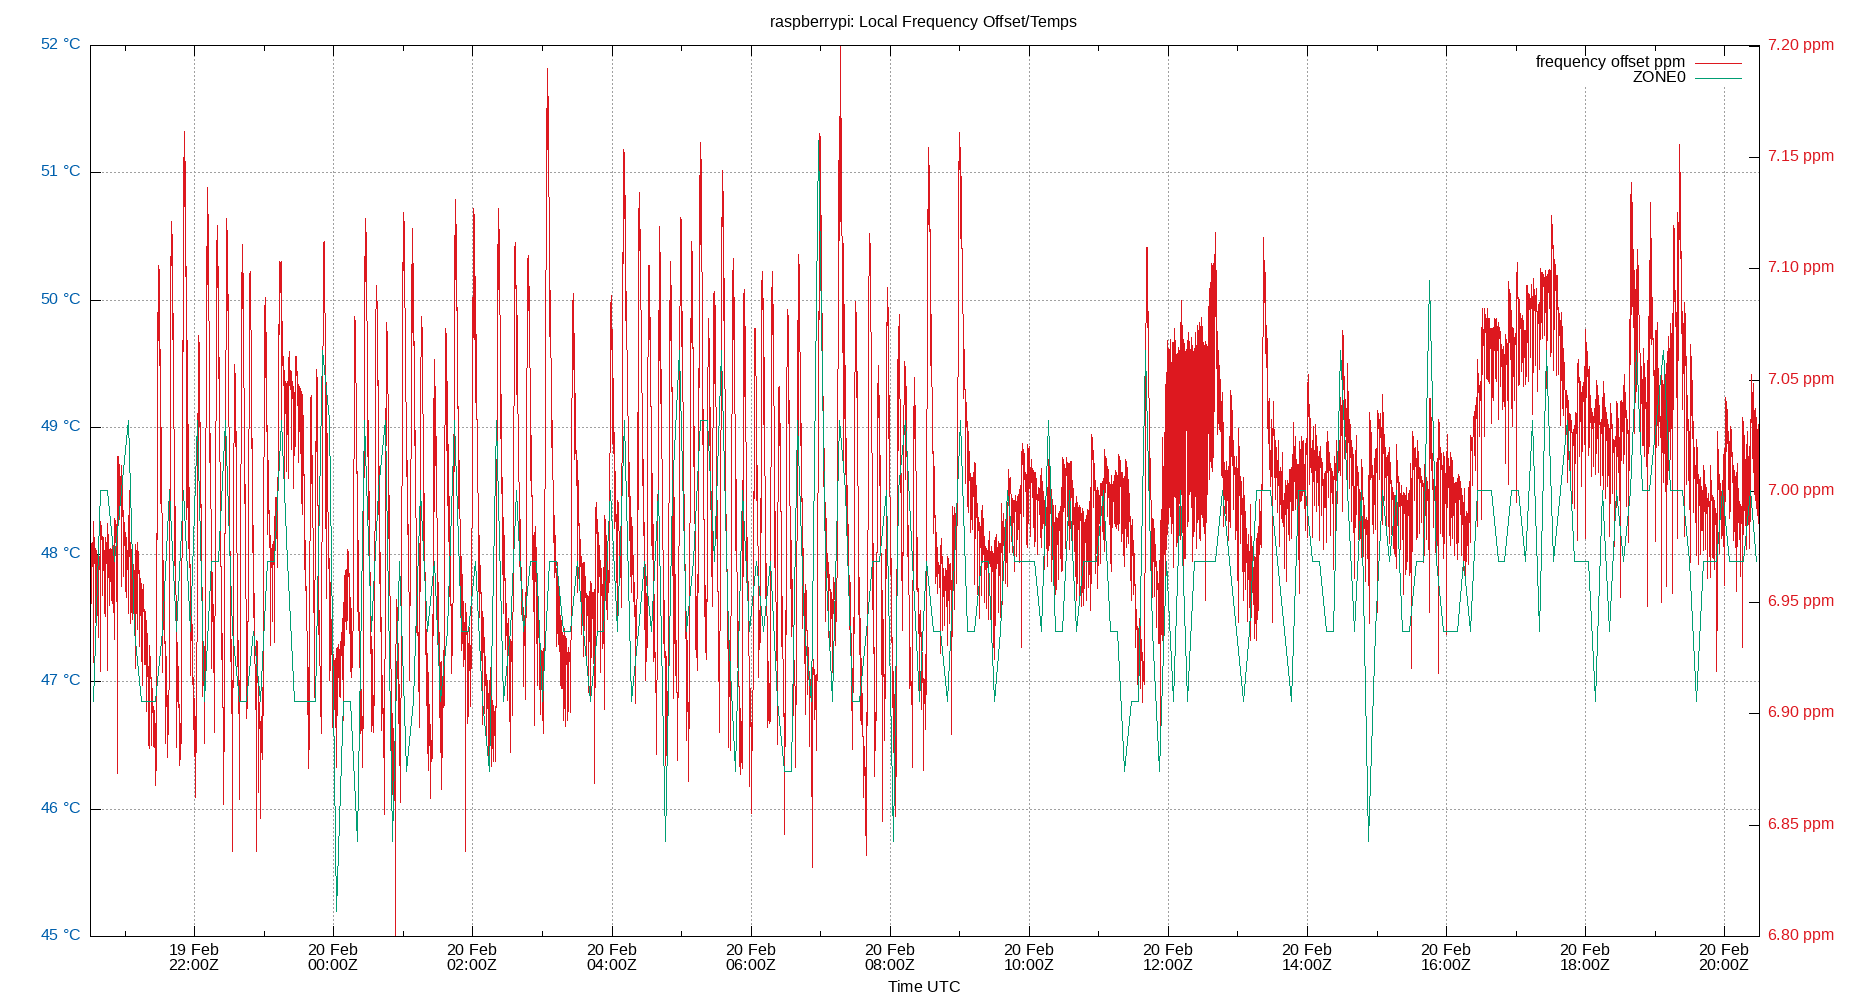 raspberrypi: Local Frequency Offset/Temps
52 °C
51 °C
50 °C
49 °C
48 °C
47 °C
46 °C
45 °C
7.20 ppm
7.15 ppm
7.10 ppm
7.05 ppm
7.00 ppm
6.95 ppm
6.90 ppm
6.85 ppm
6.80 ppm
frequency offset ppm
ZONE0
19 Feb
22:00Z
20 Feb
00:00Z
20 Feb
02:00Z
20 Feb
04:00Z
20 Feb
06:00Z
20 Feb
08:00Z
20 Feb
10:00Z
20 Feb
12:00Z
20 Feb
14:00Z
20 Feb
16:00Z
20 Feb
18:00Z
20 Feb
20:00Z
Time UTC